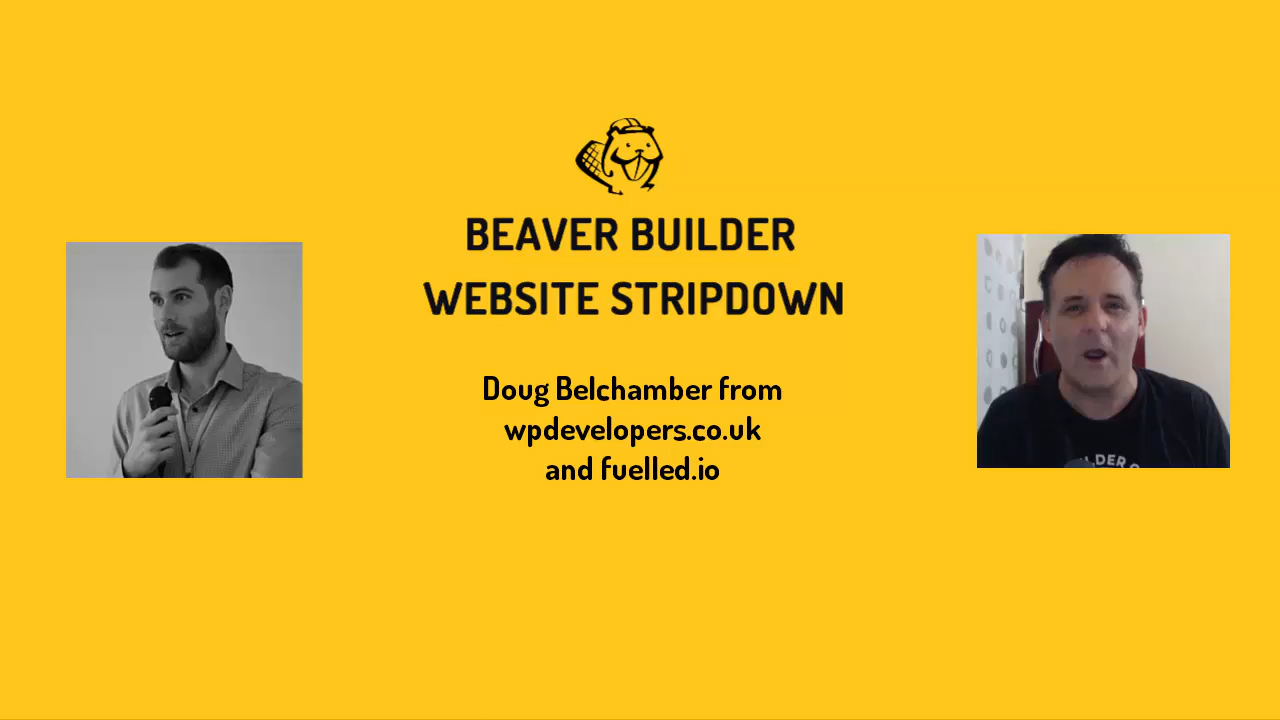 BEAVER BUILDER
WEBSITE STRIPDOWN
Doug Belchamber from
wpdevelopers.co.uk
and fuelled.io